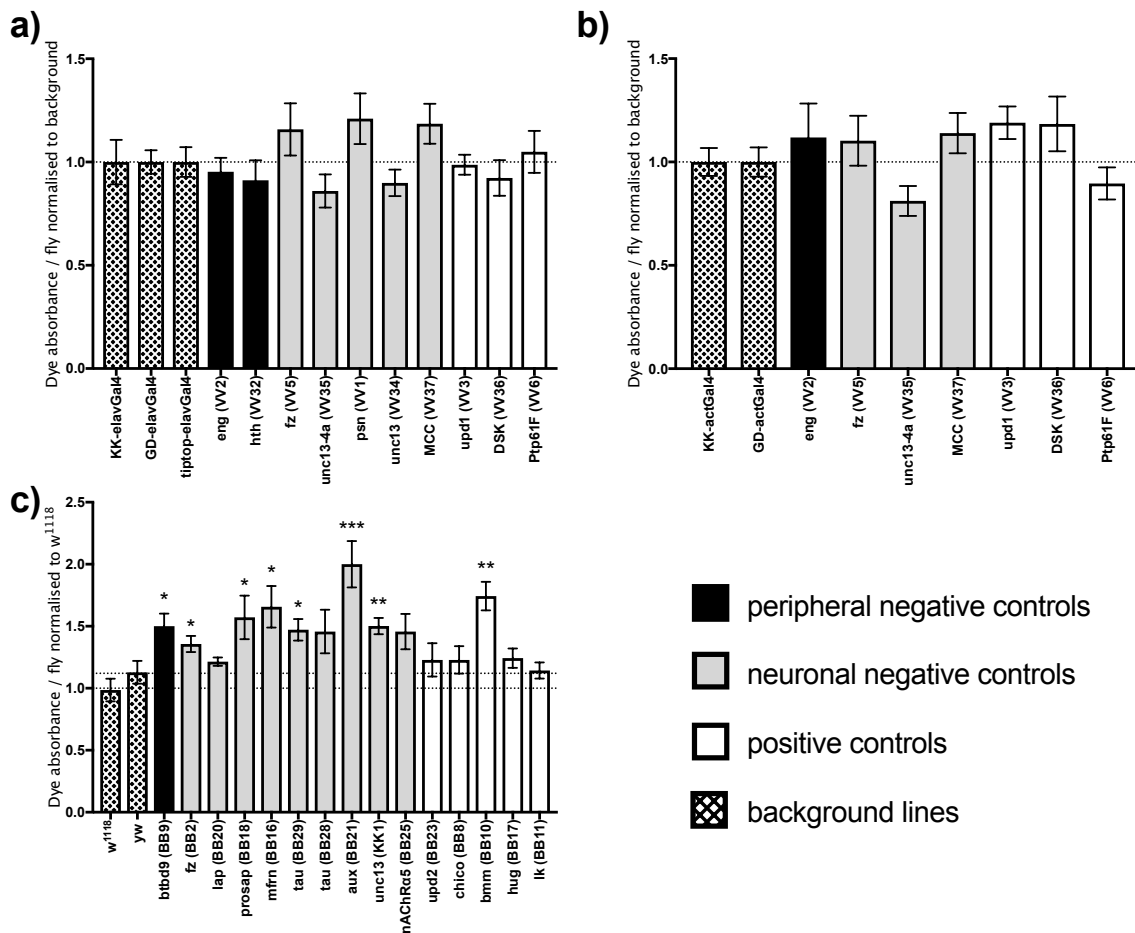 a)
Dye absorbance / fly normalised to background
1.5
1.0
0.5
0.0
KK-elavGal4
GD-elavGal4
tiptop-elavGal4
eng (VV2)
hth (VV32)
fz (VV5)
unc13-4a (VV35)
psn (VV1)
unc13 (VV34)
MCC (VV37)
upd1 (VV3)
DSK (VV36)
Ptp61F (VV6)
b)
Dye absorbance / fly normalised to background
1.5
1.0
0.5
0.0
KK-actGal4
GD-actGal4
eng (VV2)
fz (VV5)
unc13-4a (VV35)
MCC (VV37)
upd1 (VV3)
DSK (VV36)
Ptp61F (VV6)
c)
Dye absorbance / fly normalised to w1118
2.5
2.0
1.5
1.0
0.5
0.0
*
*
*
*
*
***
**
**
w1118
yw
btbd9 (BB9)
fz (BB2)
lap (BB20)
prosap (BB18)
mfrn (BB16)
tau (BB29)
tau (BB28)
aux (BB21)
unc13 (KK1)
nAChRα5 (BB25)
upd2 (BB23)
chico (BB8)
bmm (BB10)
hug (BB17)
lk (BB11)
peripheral negative controls
neuronal negative controls
positive controls
background lines